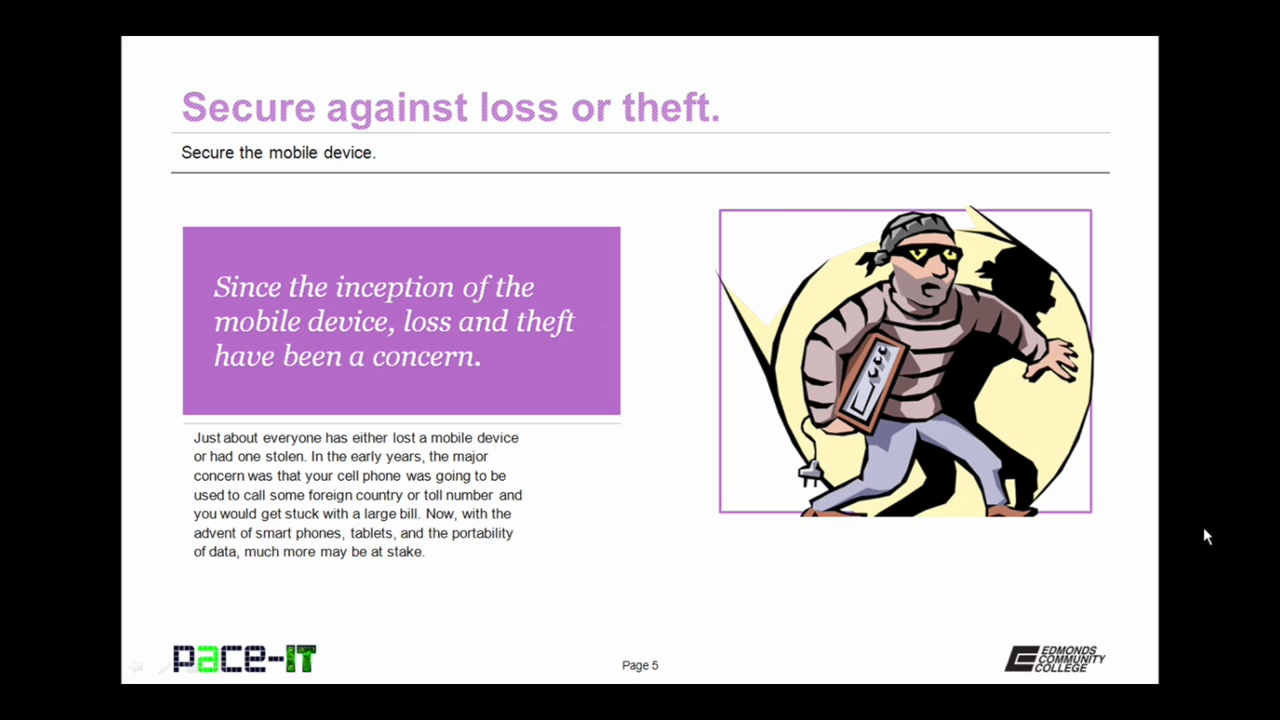 Secure against loss or theft.
Secure the mobile device.
Since the inception of the
mobile device, loss and theft
have been a concern.
Just about everyone has either lost a mobile device
or had one stolen. In the early years, the major
concern was that your cell phone was going to be
used to call some foreign country or toll number and
you would get stuck with a large bill. Now, with the
advent of smart phones, tablets, and the portability
of data, much more may be at stake.
pace-IT
Page 5
EDMONDS
COMMUNITY
COLLEGE